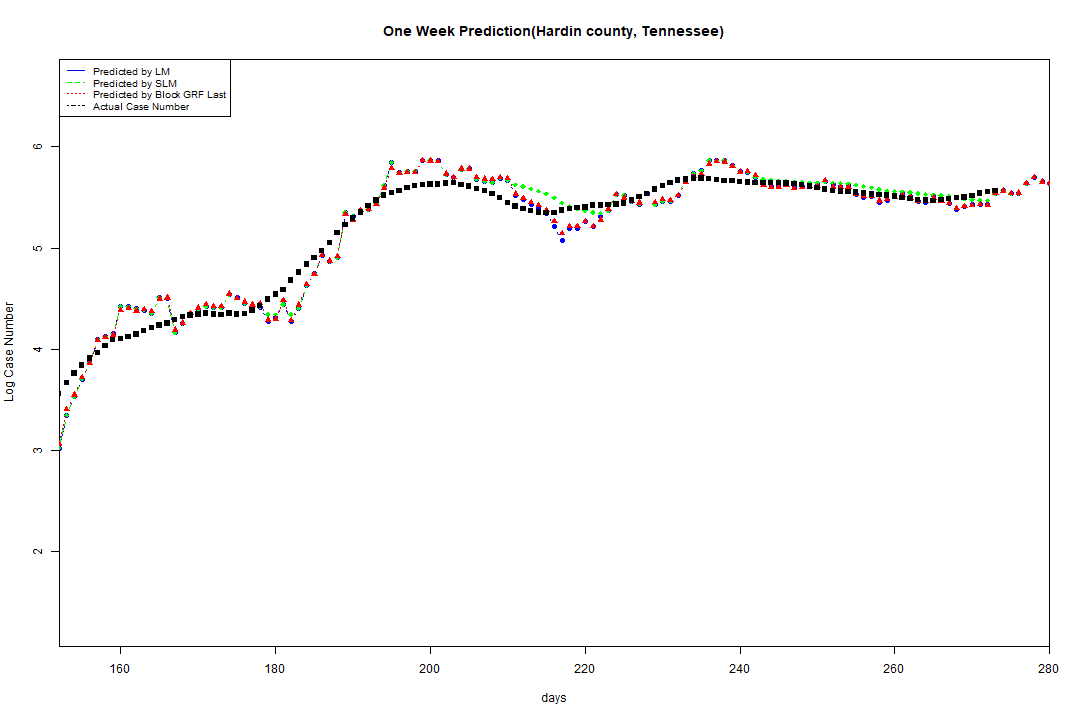 One Week Prediction(Hardin county, Tennessee)
Predicted by LM
Predicted by SLM
Predicted by Block GRF Last
Actual Case Number
6
5
4
3
2
Log Case Number
160 180 200 220 240 260 280
days